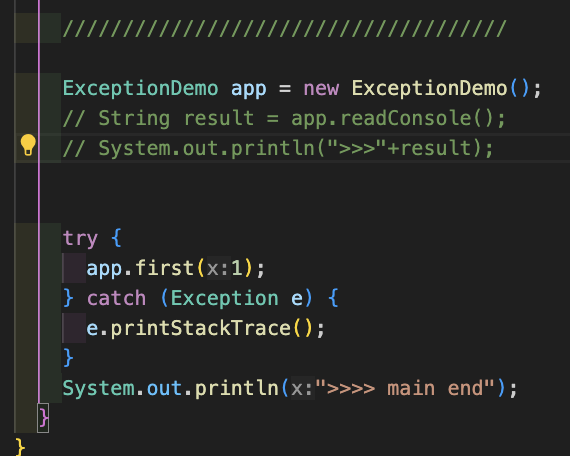 /////////////////////////////////////
ExceptionDemo app = new ExceptionDemo();
// String result = app.readConsole();
// System.out.println(">>>"+result);
try {
app.first(x:1);
} catch (Exception e) {
e.printStackTrace();
}
System.out.println(x:">>>> main end");
}
}